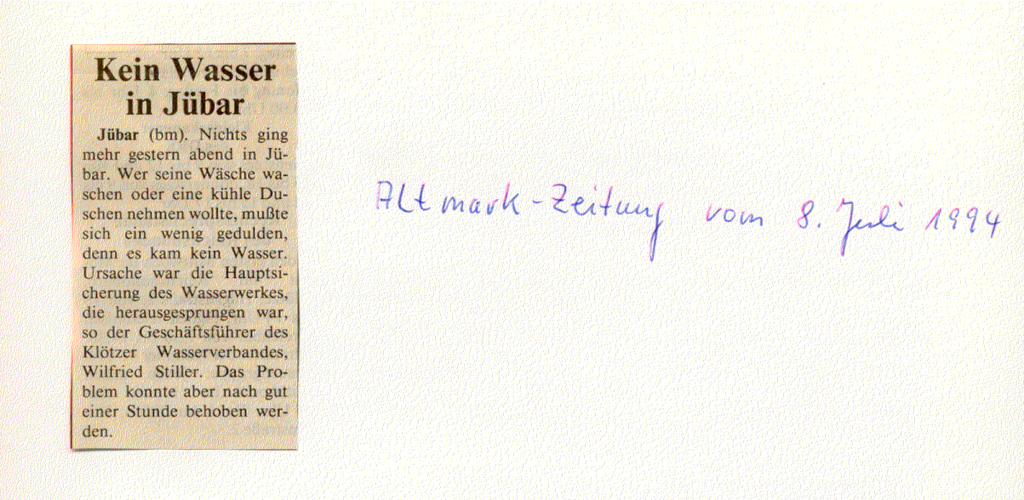 Kein Wasser
in Jübar
Jübar (bm). Nichts ging
mehr gestern abend in Jü-
bar. Wer seine Wäsche wa-
schen oder eine kühle Du-
schen nehmen wollte, mußte
sich ein wenig gedulden,
denn es kam kein Wasser.
Ursache war die Hauptsi-
cherung des Wasserwerkes,
die herausgesprungen war,
so der Geschäftsführer des
Klötzer Wasserverbandes,
Wilfried Stiller. Das Pro-
blem konnte aber nach gut
einer Stunde behoben wer-
den.
Altmark-Zeitung vom 8. Juli 1994